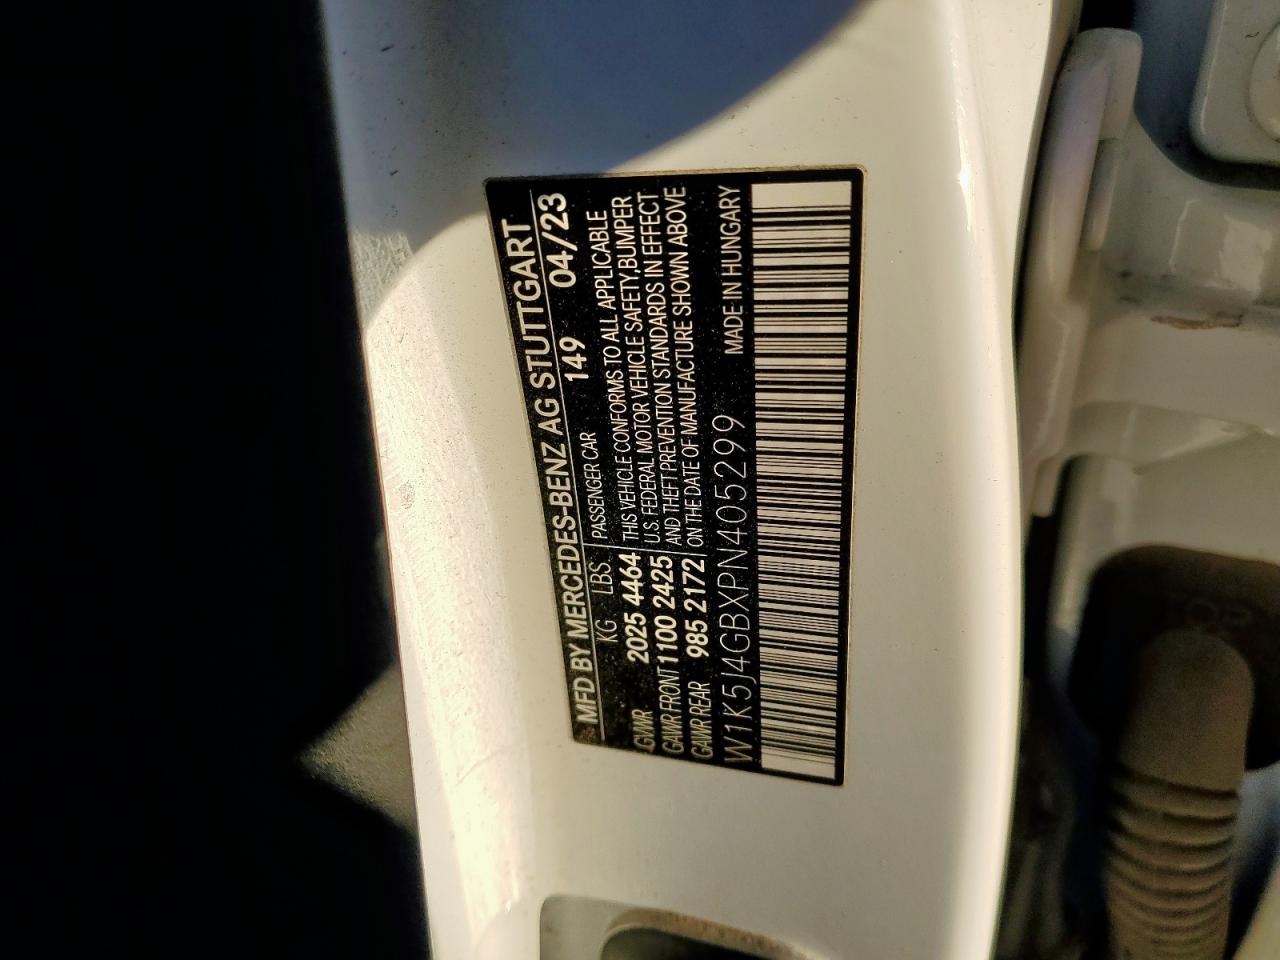 MFD BY MERCEDES-BENZ AG STUTTGART
149 04/23
KG LBS PASSENGER CAR
GVWR 2025 4464 THIS VEHICLE CONFORMS TO ALL APPLICABLE
GAWR FRONT 1100 2425 U.S. FEDERAL MOTOR VEHICLE SAFETY,BUMPER
GAWR REAR 985 2172 AND THEFT PREVENTION STANDARDS IN EFFECT
ON THE DATE OF MANUFACTURE SHOWN ABOVE
W1K5J4GBXPN405299 MADE IN HUNGARY